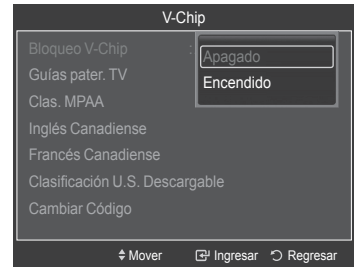 V-Chip
Bloqueo V-Chip : Apagado
Guías pater. TV Encendido
Clas. MPAA
Inglés Canadiense
Francés Canadiense
Clasificación U.S. Descargable
Cambiar Código
Mover Ingresar Regresar